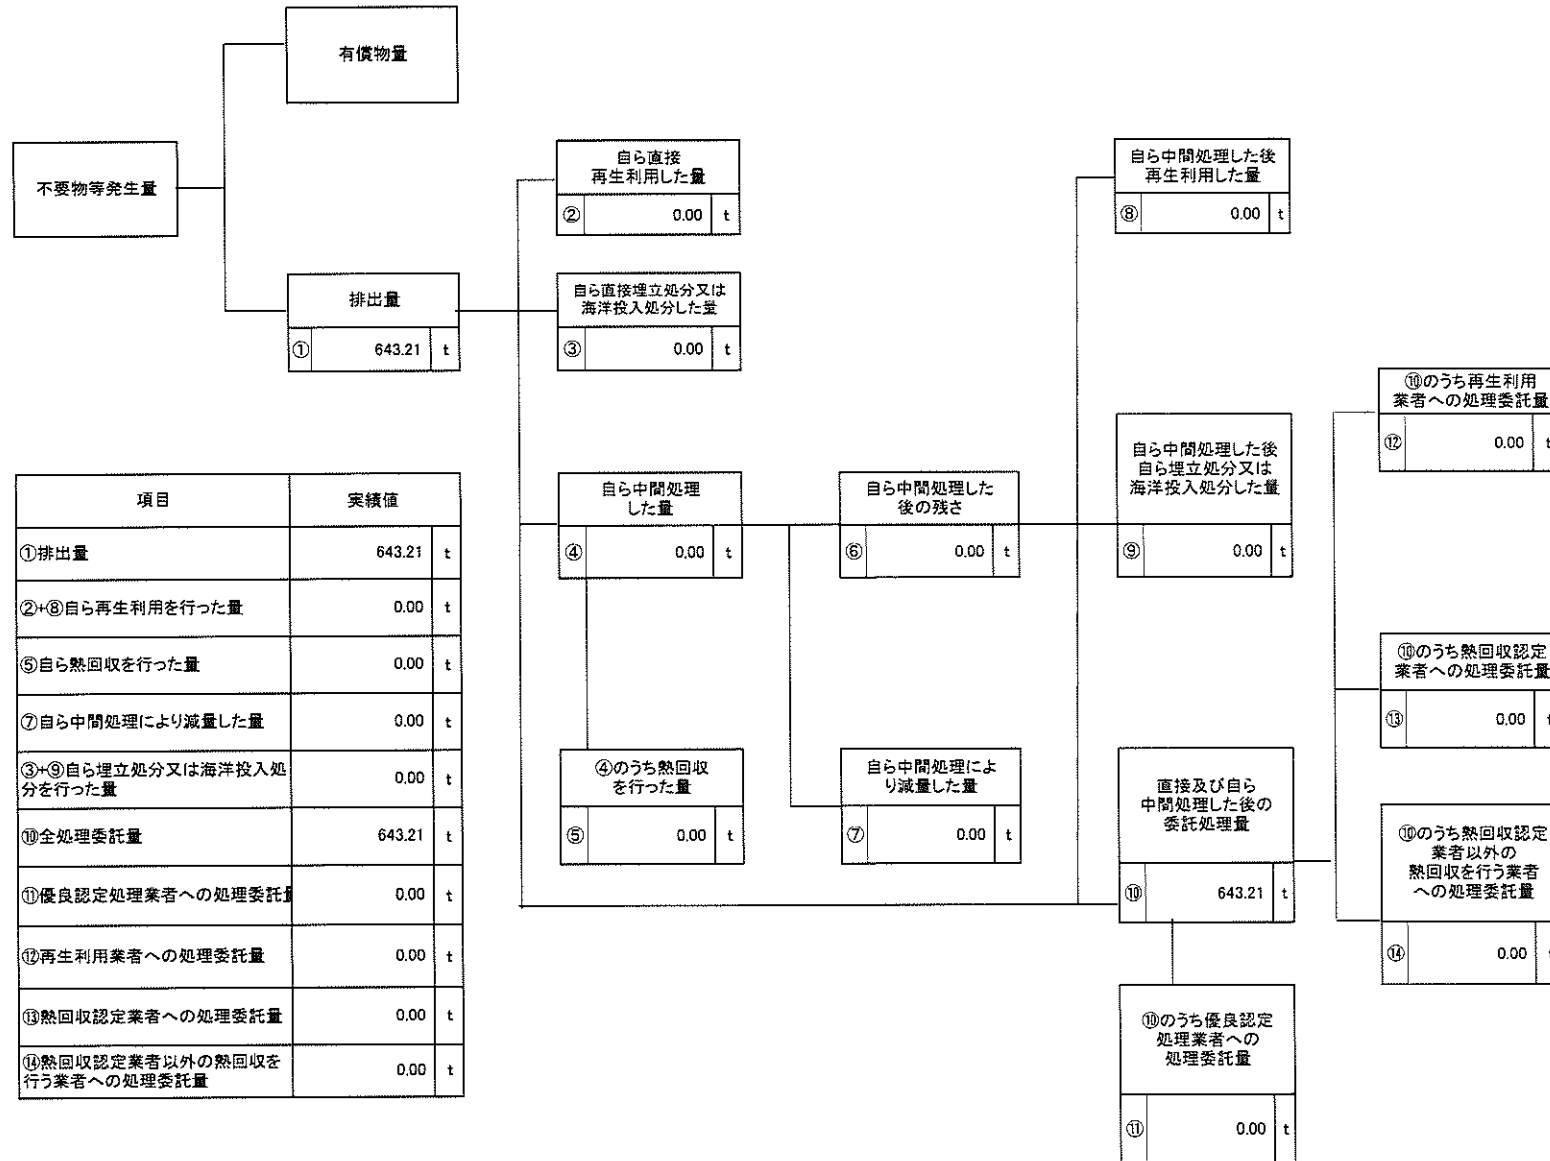 有償物量
不要物等発生量
排出量
① 643.21 t
自ら直接
再生利用した量
② 0.00 t
自ら直接埋立処分又は
海洋投入処分した量
③ 0.00 t
自ら中間処理
した量
④ 0.00 t
④のうち熱回収
を行った量
⑤ 0.00 t
自ら中間処理した
後の残さ
⑥ 0.00 t
自ら中間処理によ
り減量した量
⑦ 0.00 t
自ら中間処理した後
再生利用した量
⑧ 0.00 t
自ら中間処理した後
自ら埋立処分又は
海洋投入処分した量
⑨ 0.00 t
直接及び自ら
中間処理した後の
委託処理量
⑩ 643.21 t
⑩のうち優良認定
処理業者への
処理委託量
⑪ 0.00 t
⑩のうち再生利用
業者への処理委託量
⑫ 0.00 t
⑩のうち熱回収認定
業者への処理委託量
⑬ 0.00 t
⑩のうち熱回収認定
業者以外の
熱回収を行う業者
への処理委託量
⑭ 0.00
項目 実績値
①排出量 643.21 t
②+⑧自ら再生利用を行った量 0.00 t
⑤自ら熱回収を行った量 0.00 t
⑦自ら中間処理により減量した量 0.00 t
③+⑨自ら埋立処分又は海洋投入処
分を行った量 0.00 t
⑩全処理委託量 643.21 t
⑪優良認定処理業者への処理委託量 0.00 t
⑫再生利用業者への処理委託量 0.00 t
⑬熱回収認定業者への処理委託量 0.00 t
⑭熱回収認定業者以外の熱回収を
行う業者への処理委託量 0.00 t